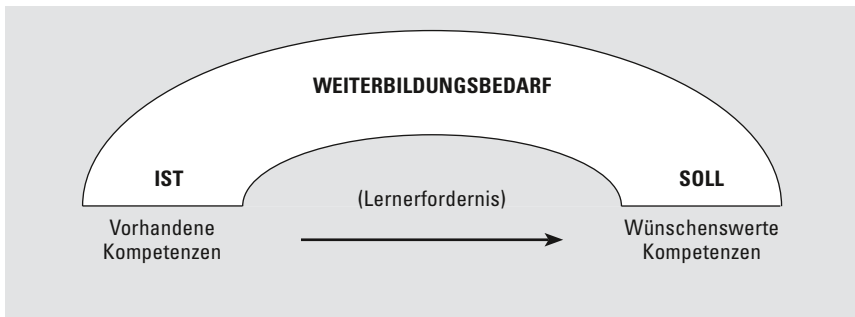 WEITERBILDUNGSBEDARF
IST
SOLL
(Lernerfordernis)
Vorhandene
Kompetenzen
Wünschenswerte
Kompetenzen